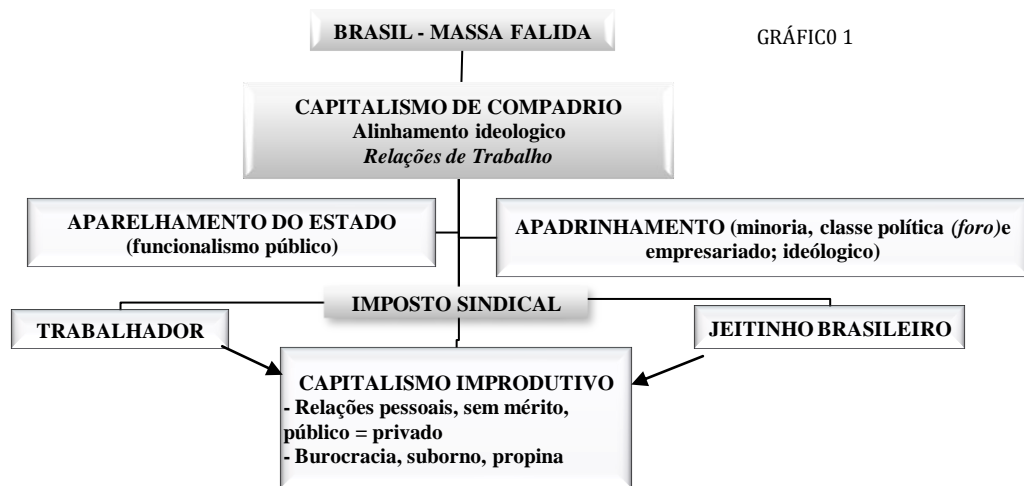 BRASIL - MASSA FALIDA
GRÁFICO 1
CAPITALISMO DE COMPADRIO
Alinhamento ideologico
Relações de Trabalho
APARELHAMENTO DO ESTADO
(funcionalismo público)
APADRINHAMENTO (minoria, classe política (foro)e
empresariado; ideólogico)
IMPOSTO SINDICAL
TRABALHADOR
JEITINHO BRASILEIRO
CAPITALISMO IMPRODUTIVO
- Relações pessoais, sem mérito,
público = privado
- Burocracia, suborno, propina